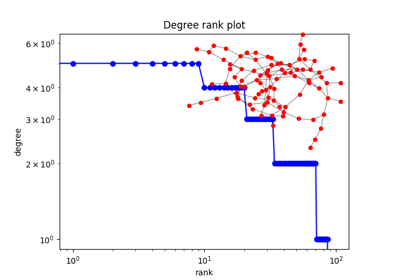 Degree rank plot
6 × 10⁰
4 × 10⁰
3 × 10⁰
2 × 10⁰
10⁰
degree
10⁰
10¹
10²
rank